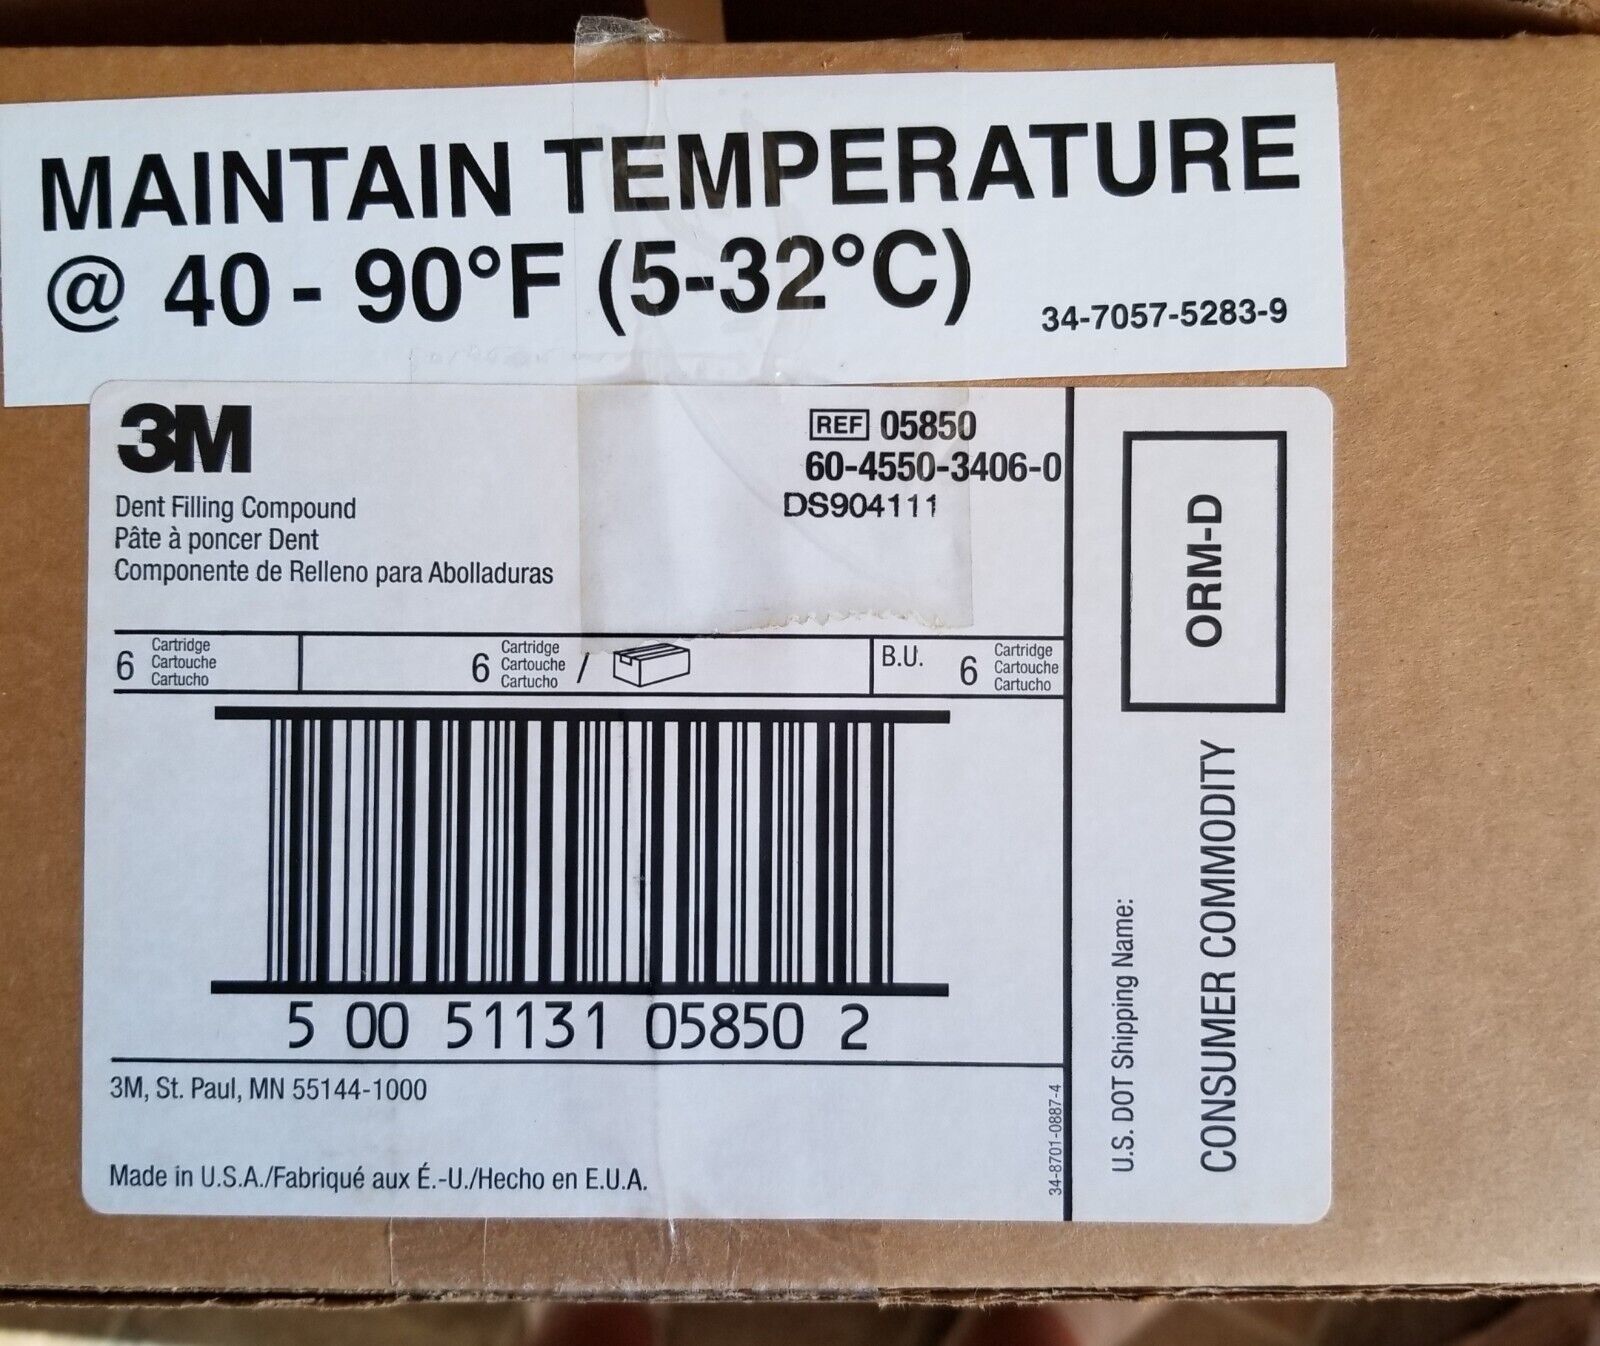 MAINTAIN TEMPERATURE
@ 40 - 90°F (5-32°C)
34-7057-5283-9
3M
REF 05850
60-4550-3406-0
DS904111
Dent Filling Compound
Pâte à poncer Dent
Componente de Relleno para Abolladuras
6 Cartridge
Cartouche
Cartucho
6 Cartridge
Cartouche /
Cartucho
B.U. 6 Cartridge
Cartouche
Cartucho
5 00 51131 05850 2
3M, St. Paul, MN 55144-1000
Made in U.S.A./Fabriqué aux É.-U./Hecho en E.U.A.
34-8701-0887-4
ORM-D
U.S. DOT Shipping Name:
CONSUMER COMMODITY